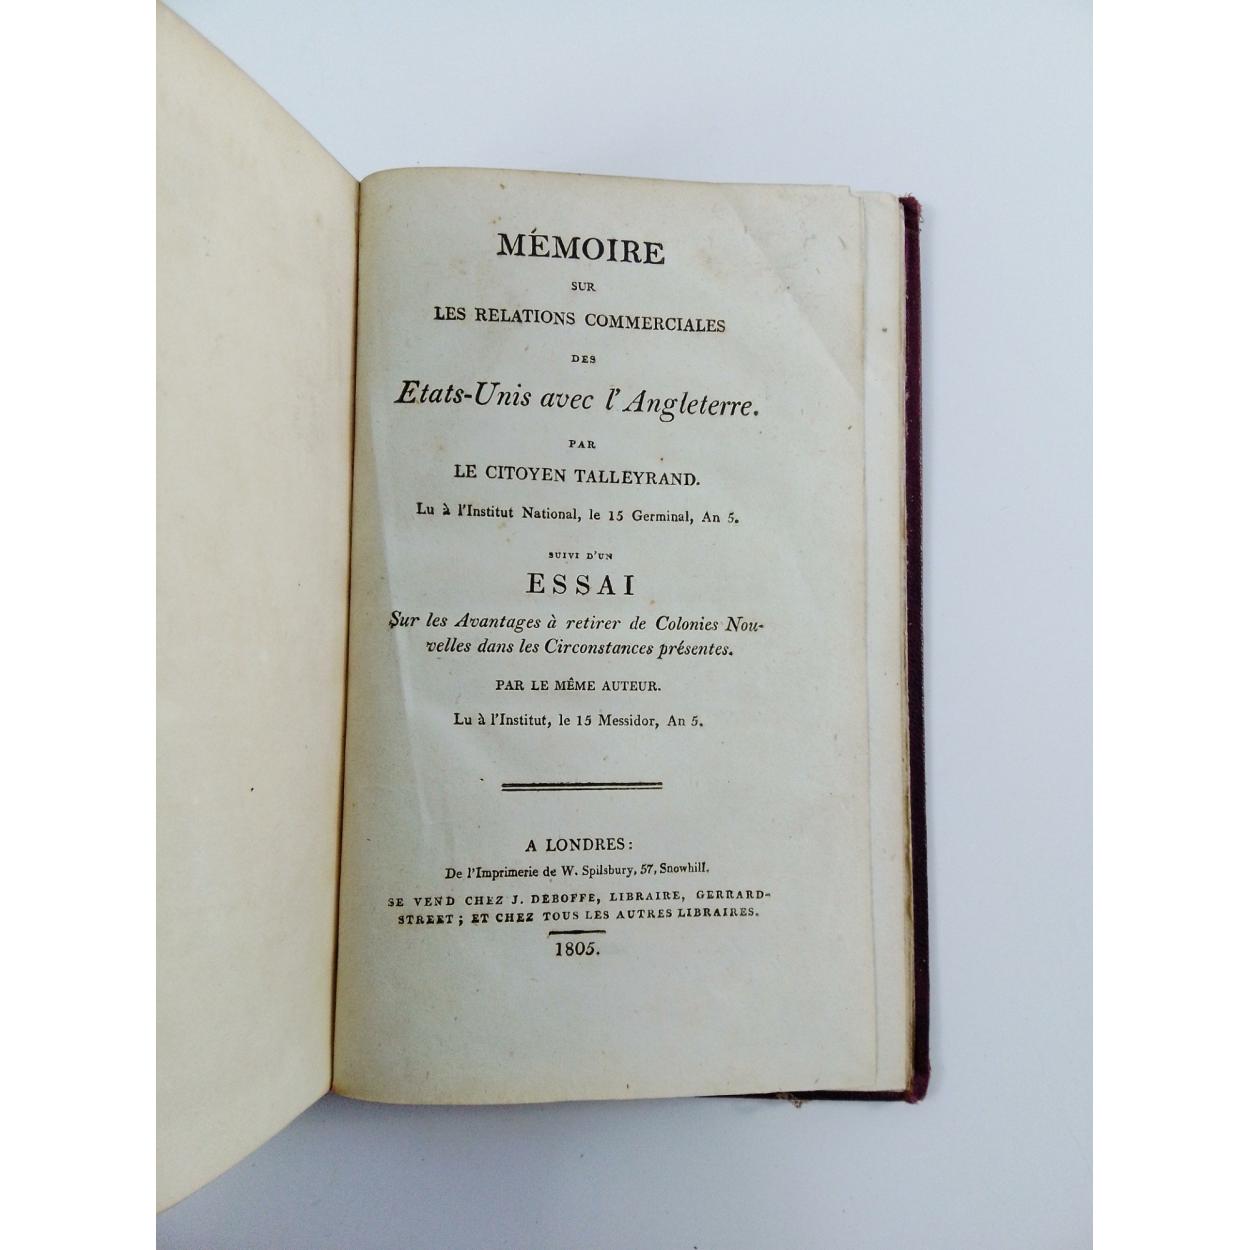 MÉMOIRE
SUR
LES RELATIONS COMMERCIALES
DES
Etats-Unis avec l'Angleterre.
PAR
LE CITOYEN TALLEYRAND.
Lu à l'Institut National, le 15 Germinal, An 5.
SUIVI D'UN
ESSAI
Sur les Avantages à retirer de Colonies Nou-
velles dans les Circonstances présentes.
PAR LE MÊME AUTEUR.
Lu à l'Institut, le 15 Messidor, An 5.
A LONDRES:
De l'Imprimerie de W. Spilsbury, 57, Snowhill.
SE VEND CHEZ J. DEBOFFE, LIBRAIRE, GERRARD-
STREET; ET CHEZ TOUS LES AUTRES LIBRAIRES.
1805.